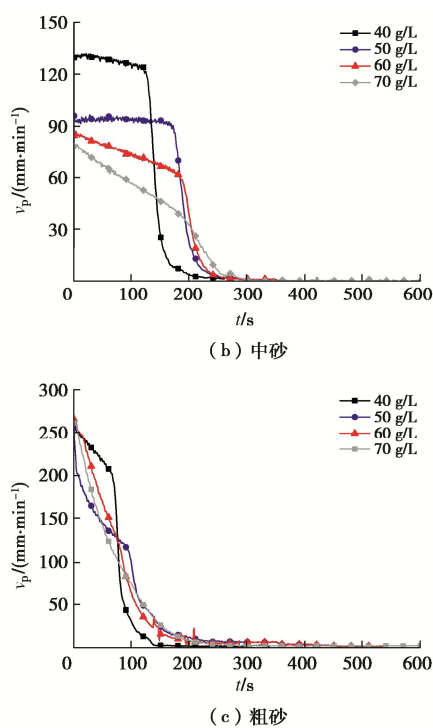 150
120
90
60
30
vp/(mm·min⁻¹)
40 g/L
50 g/L
60 g/L
70 g/L
0 100 200 300 400 500 600
t/s
（b）中砂
300
250
200
150
100
50
vp/(mm·min⁻¹)
40 g/L
50 g/L
60 g/L
70 g/L
0 100 200 300 400 500 600
t/s
（c）粗砂